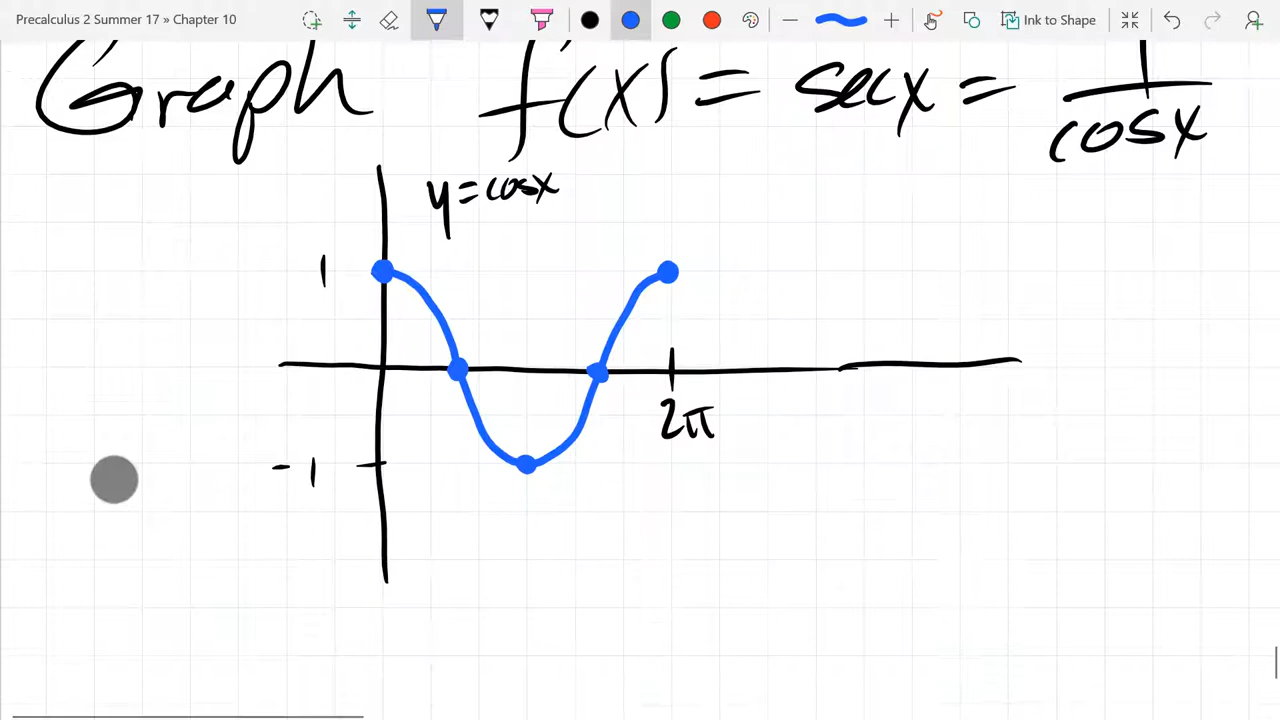 Precalculus 2 Summer 17 » Chapter 10
Ink to Shape
Graph f(x) = secx = 1/cosx
y=cosx
1
2π
-1